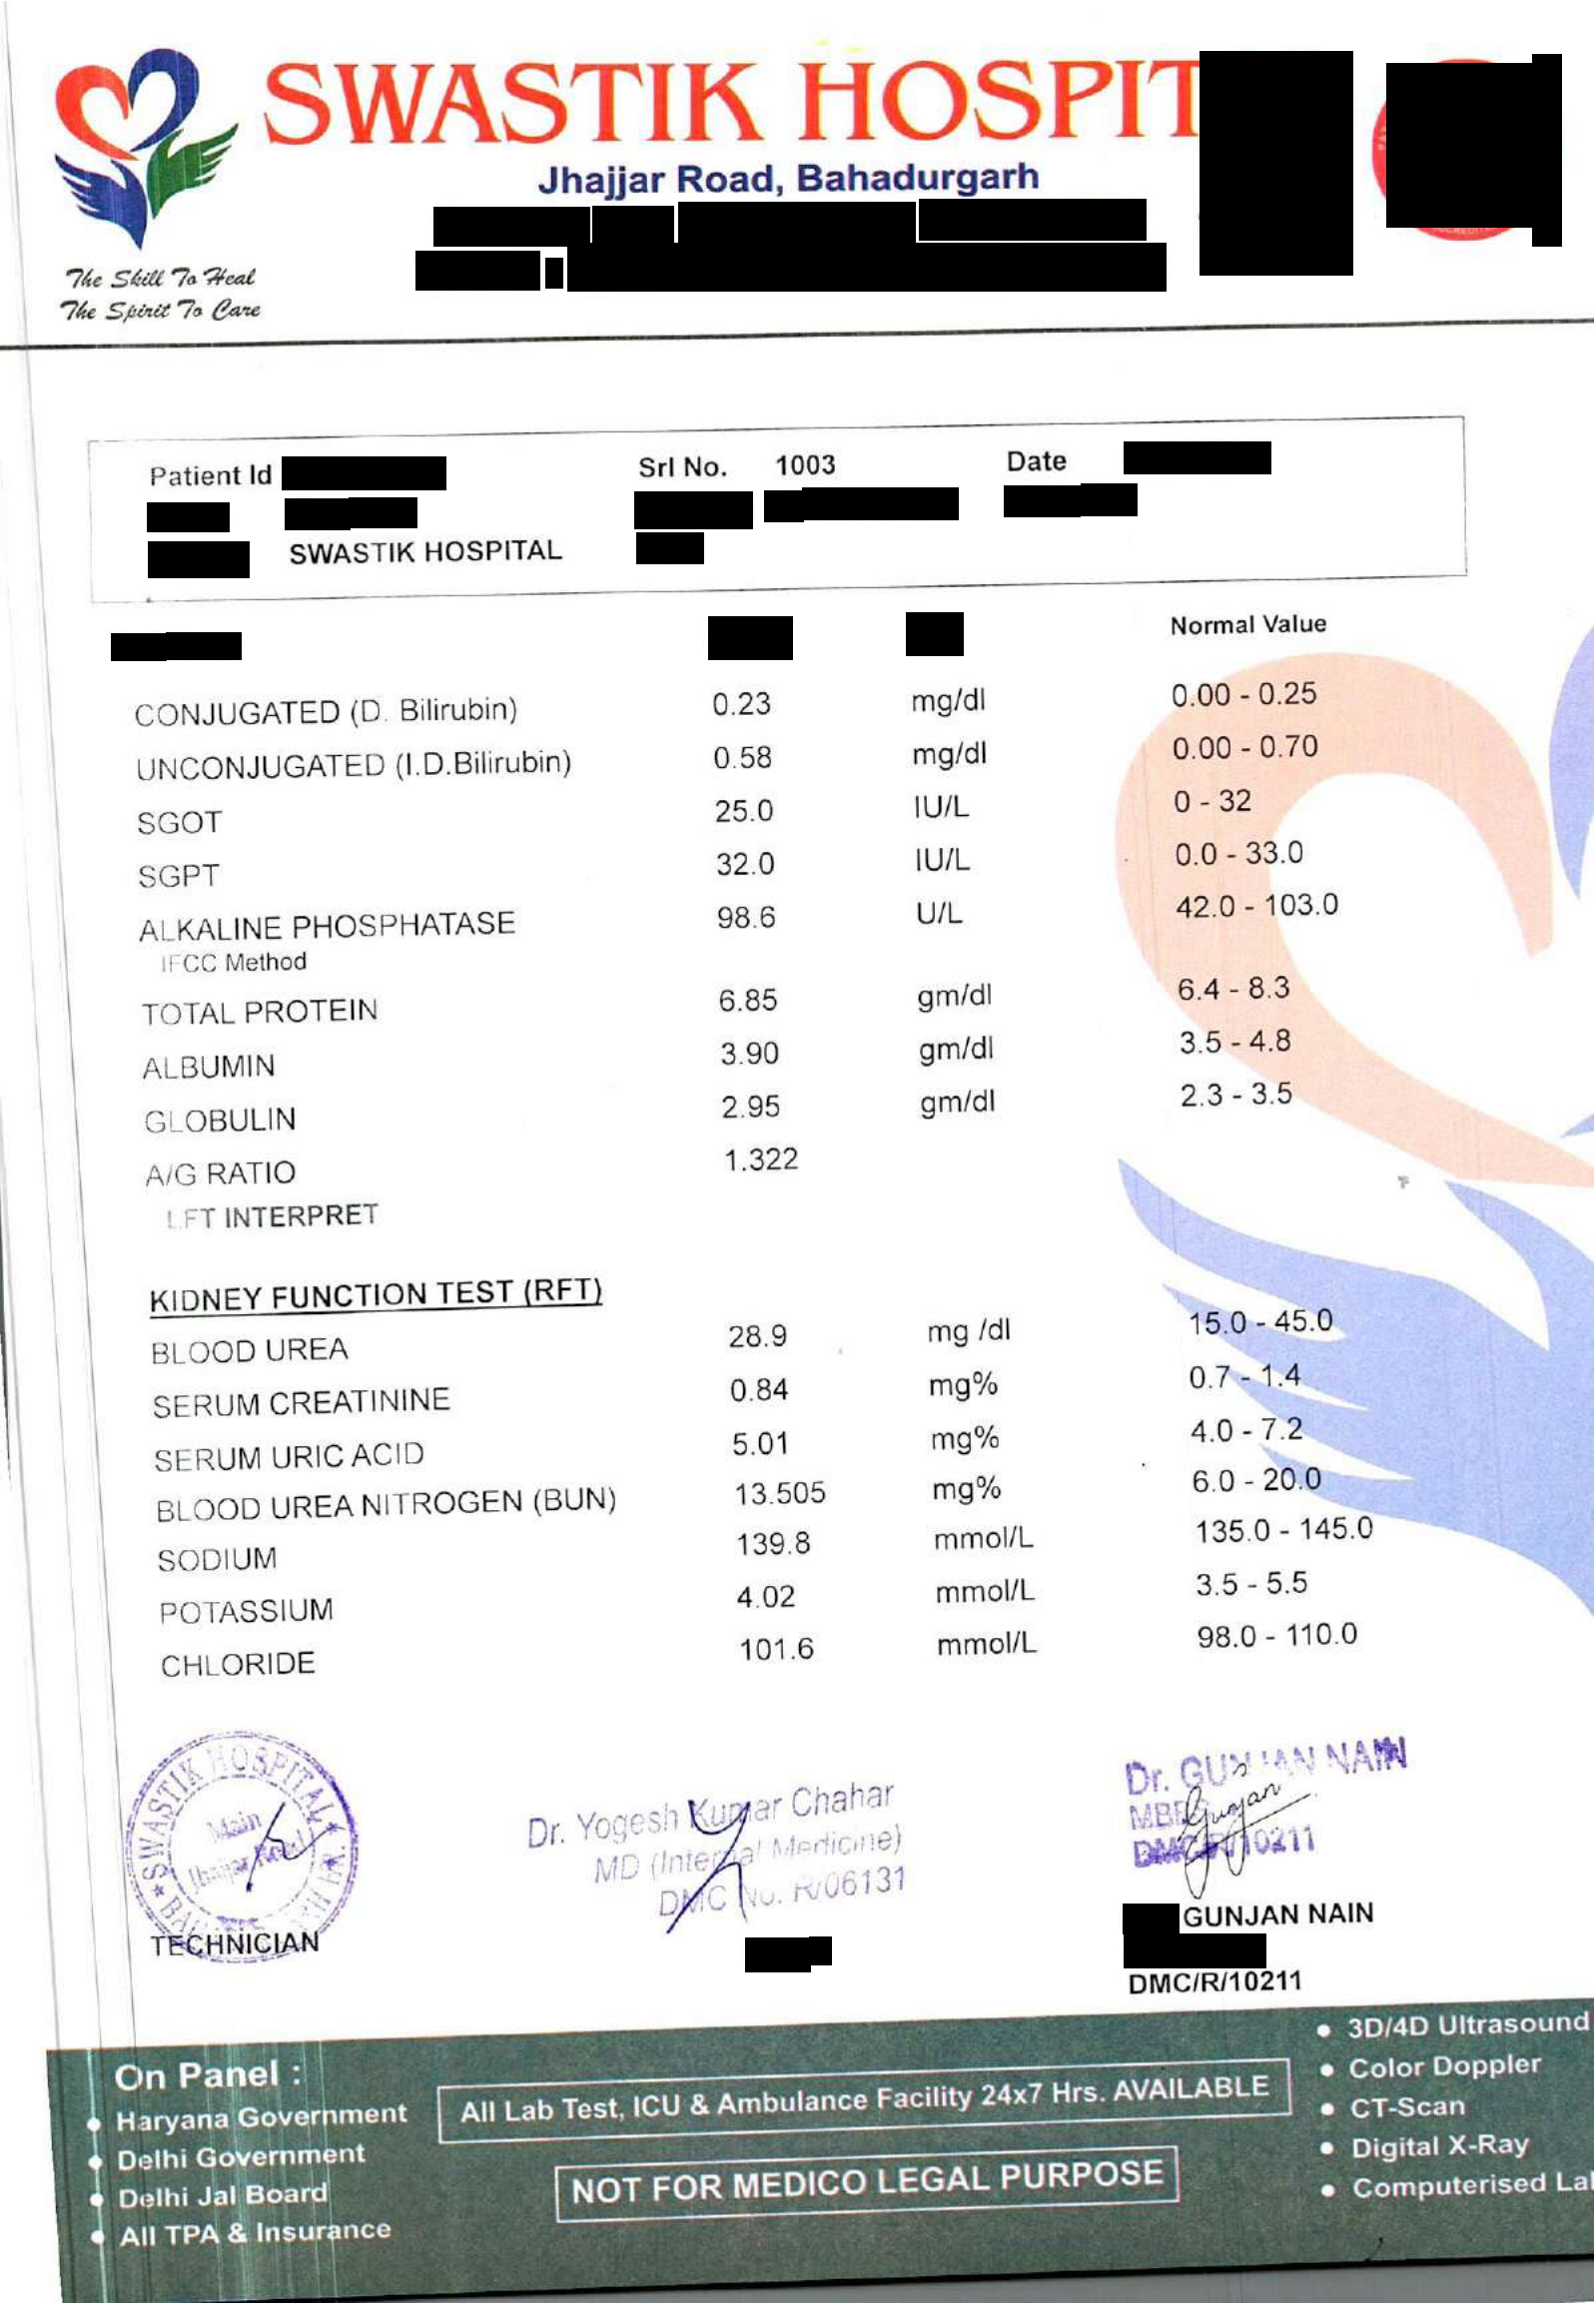 SWASTIK HOSPIT
Jhajjar Road, Bahadurgarh
The Skill To Heal
The Spirit To Care
Patient Id Srl No. 1003 Date
SWASTIK HOSPITAL
Normal Value
CONJUGATED (D. Bilirubin) 0.23 mg/dl 0.00 - 0.25
UNCONJUGATED (I.D.Bilirubin) 0.58 mg/dl 0.00 - 0.70
SGOT 25.0 IU/L 0 - 32
SGPT 32.0 IU/L 0.0 - 33.0
ALKALINE PHOSPHATASE 98.6 U/L 42.0 - 103.0
IFCC Method
TOTAL PROTEIN 6.85 gm/dl 6.4 - 8.3
ALBUMIN 3.90 gm/dl 3.5 - 4.8
GLOBULIN 2.95 gm/dl 2.3 - 3.5
A/G RATIO 1.322
LFT INTERPRET
KIDNEY FUNCTION TEST (RFT)
BLOOD UREA 28.9 mg /dl 15.0 - 45.0
SERUM CREATININE 0.84 mg% 0.7 - 1.4
SERUM URIC ACID 5.01 mg% 4.0 - 7.2
BLOOD UREA NITROGEN (BUN) 13.505 mg% 6.0 - 20.0
SODIUM 139.8 mmol/L 135.0 - 145.0
POTASSIUM 4.02 mmol/L 3.5 - 5.5
CHLORIDE 101.6 mmol/L 98.0 - 110.0
SWASTIK HOSPITAL
Main
Jhajjar Road
TECHNICIAN
Dr. Yogesh Kumar Chahar
MD (Internal Medicine)
DMC No. R/06131
Dr. GUNJAN NAIN
MBBS
DMC/R/10211
Gunjan
GUNJAN NAIN
DMC/R/10211
On Panel :
Haryana Government
Delhi Government
Delhi Jal Board
All TPA & Insurance
All Lab Test, ICU & Ambulance Facility 24x7 Hrs. AVAILABLE
NOT FOR MEDICO LEGAL PURPOSE
3D/4D Ultrasound
Color Doppler
CT-Scan
Digital X-Ray
Computerised La